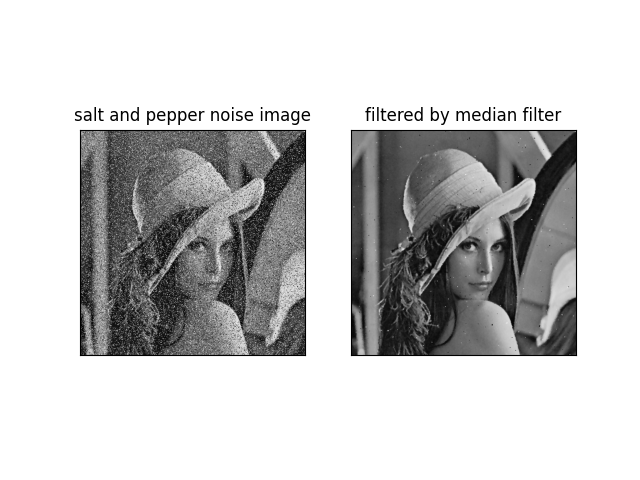 salt and pepper noise image
filtered by median filter